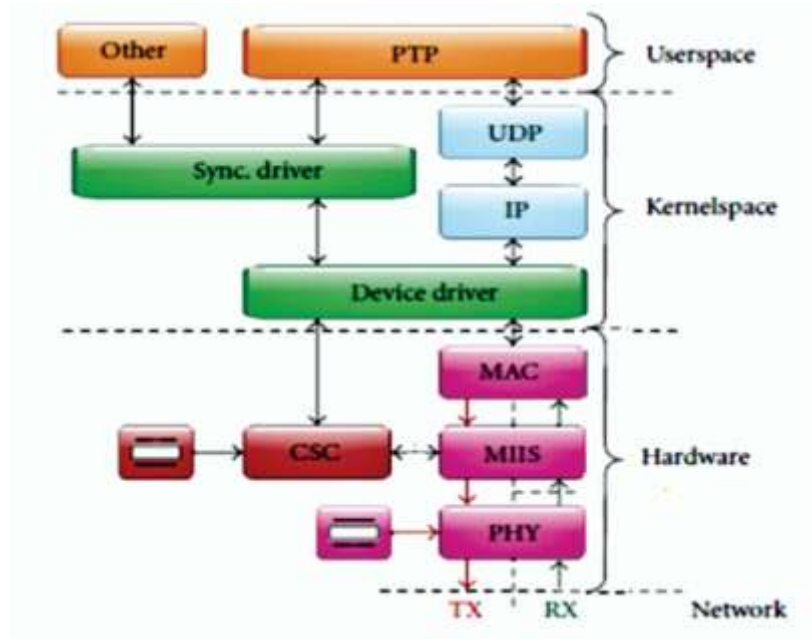 Other
PTP
Userspace
UDP
Sync. driver
IP
Kernelspace
Device driver
MAC
CSC
MIIS
Hardware
PHY
TX
RX
Network